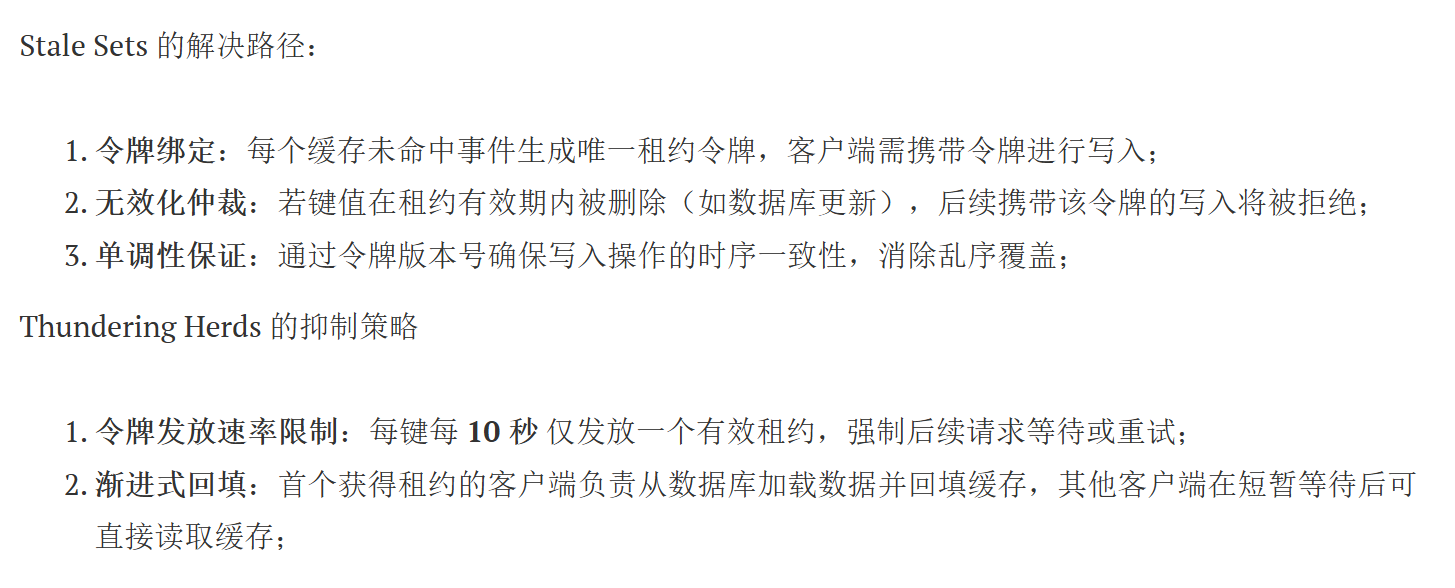 Stale Sets 的解决路径：
1. 令牌绑定：每个缓存未命中事件生成唯一租约令牌，客户端需携带令牌进行写入；
2. 无效化仲裁：若键值在租约有效期内被删除（如数据库更新），后续携带该令牌的写入将被拒绝；
3. 单调性保证：通过令牌版本号确保写入操作的时序一致性，消除乱序覆盖；
Thundering Herds 的抑制策略
1. 令牌发放速率限制：每键每 10 秒 仅发放一个有效租约，强制后续请求等待或重试；
2. 渐进式回填：首个获得租约的客户端负责从数据库加载数据并回填缓存，其他客户端在短暂等待后可
直接读取缓存；